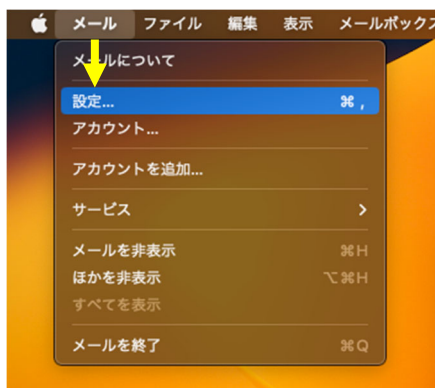 メール ファイル 編集 表示 メールボックス
メールについて
設定... ⌘ ,
アカウント...
アカウントを追加...
サービス >
メールを非表示 ⌘H
ほかを非表示 ⌥⌘H
すべてを表示
メールを終了 ⌘Q